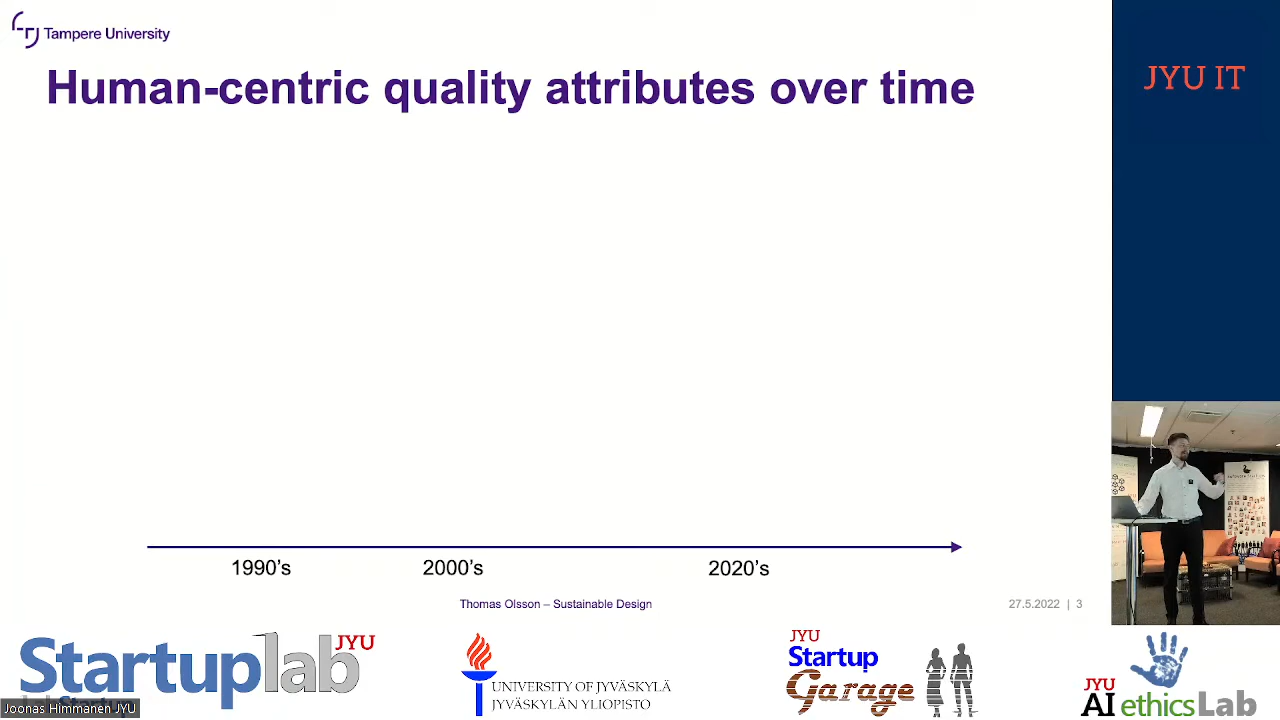 Tampere University
Human-centric quality attributes over time
JYU IT
1990's
2000's
2020's
Thomas Olsson – Sustainable Design
27.5.2022 | 3
Startuplab
JYU
UNIVERSITY OF JYVÄSKYLÄ
JYVÄSKYLÄN YLIOPISTO
JYU
Startup
Garage
JYU
AI ethicsLab
Joonas Himmanen JYU